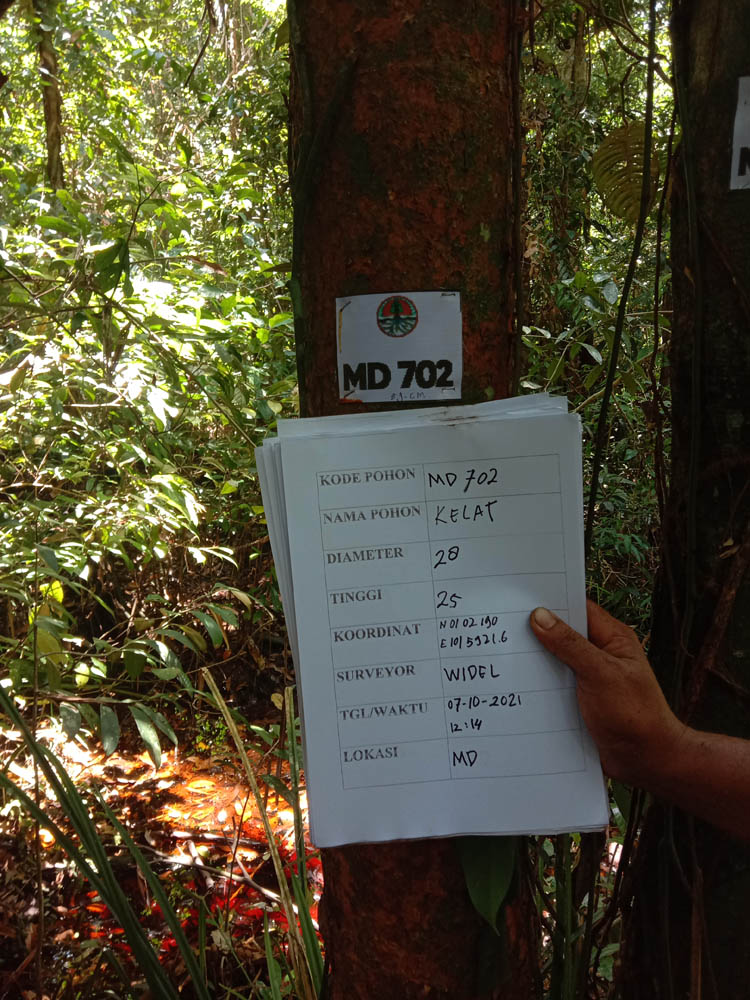 MD 702
KODE POHON MD 702
NAMA POHON KELAT
DIAMETER 28
TINGGI 25
KOORDINAT N 01 02 190
E 101 5921.6
SURVEYOR WIDEL
TGL/WAKTU 07-10-2021
12:14
LOKASI MD